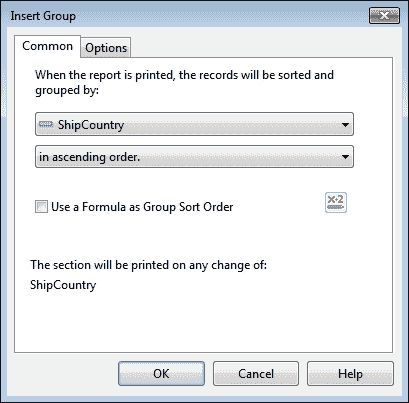 Insert Group
Common
Options
When the report is printed, the records will be sorted and
grouped by:
ShipCountry
in ascending order.
Use a Formula as Group Sort Order
x-2
The section will be printed on any change of:
ShipCountry
OK
Cancel
Help